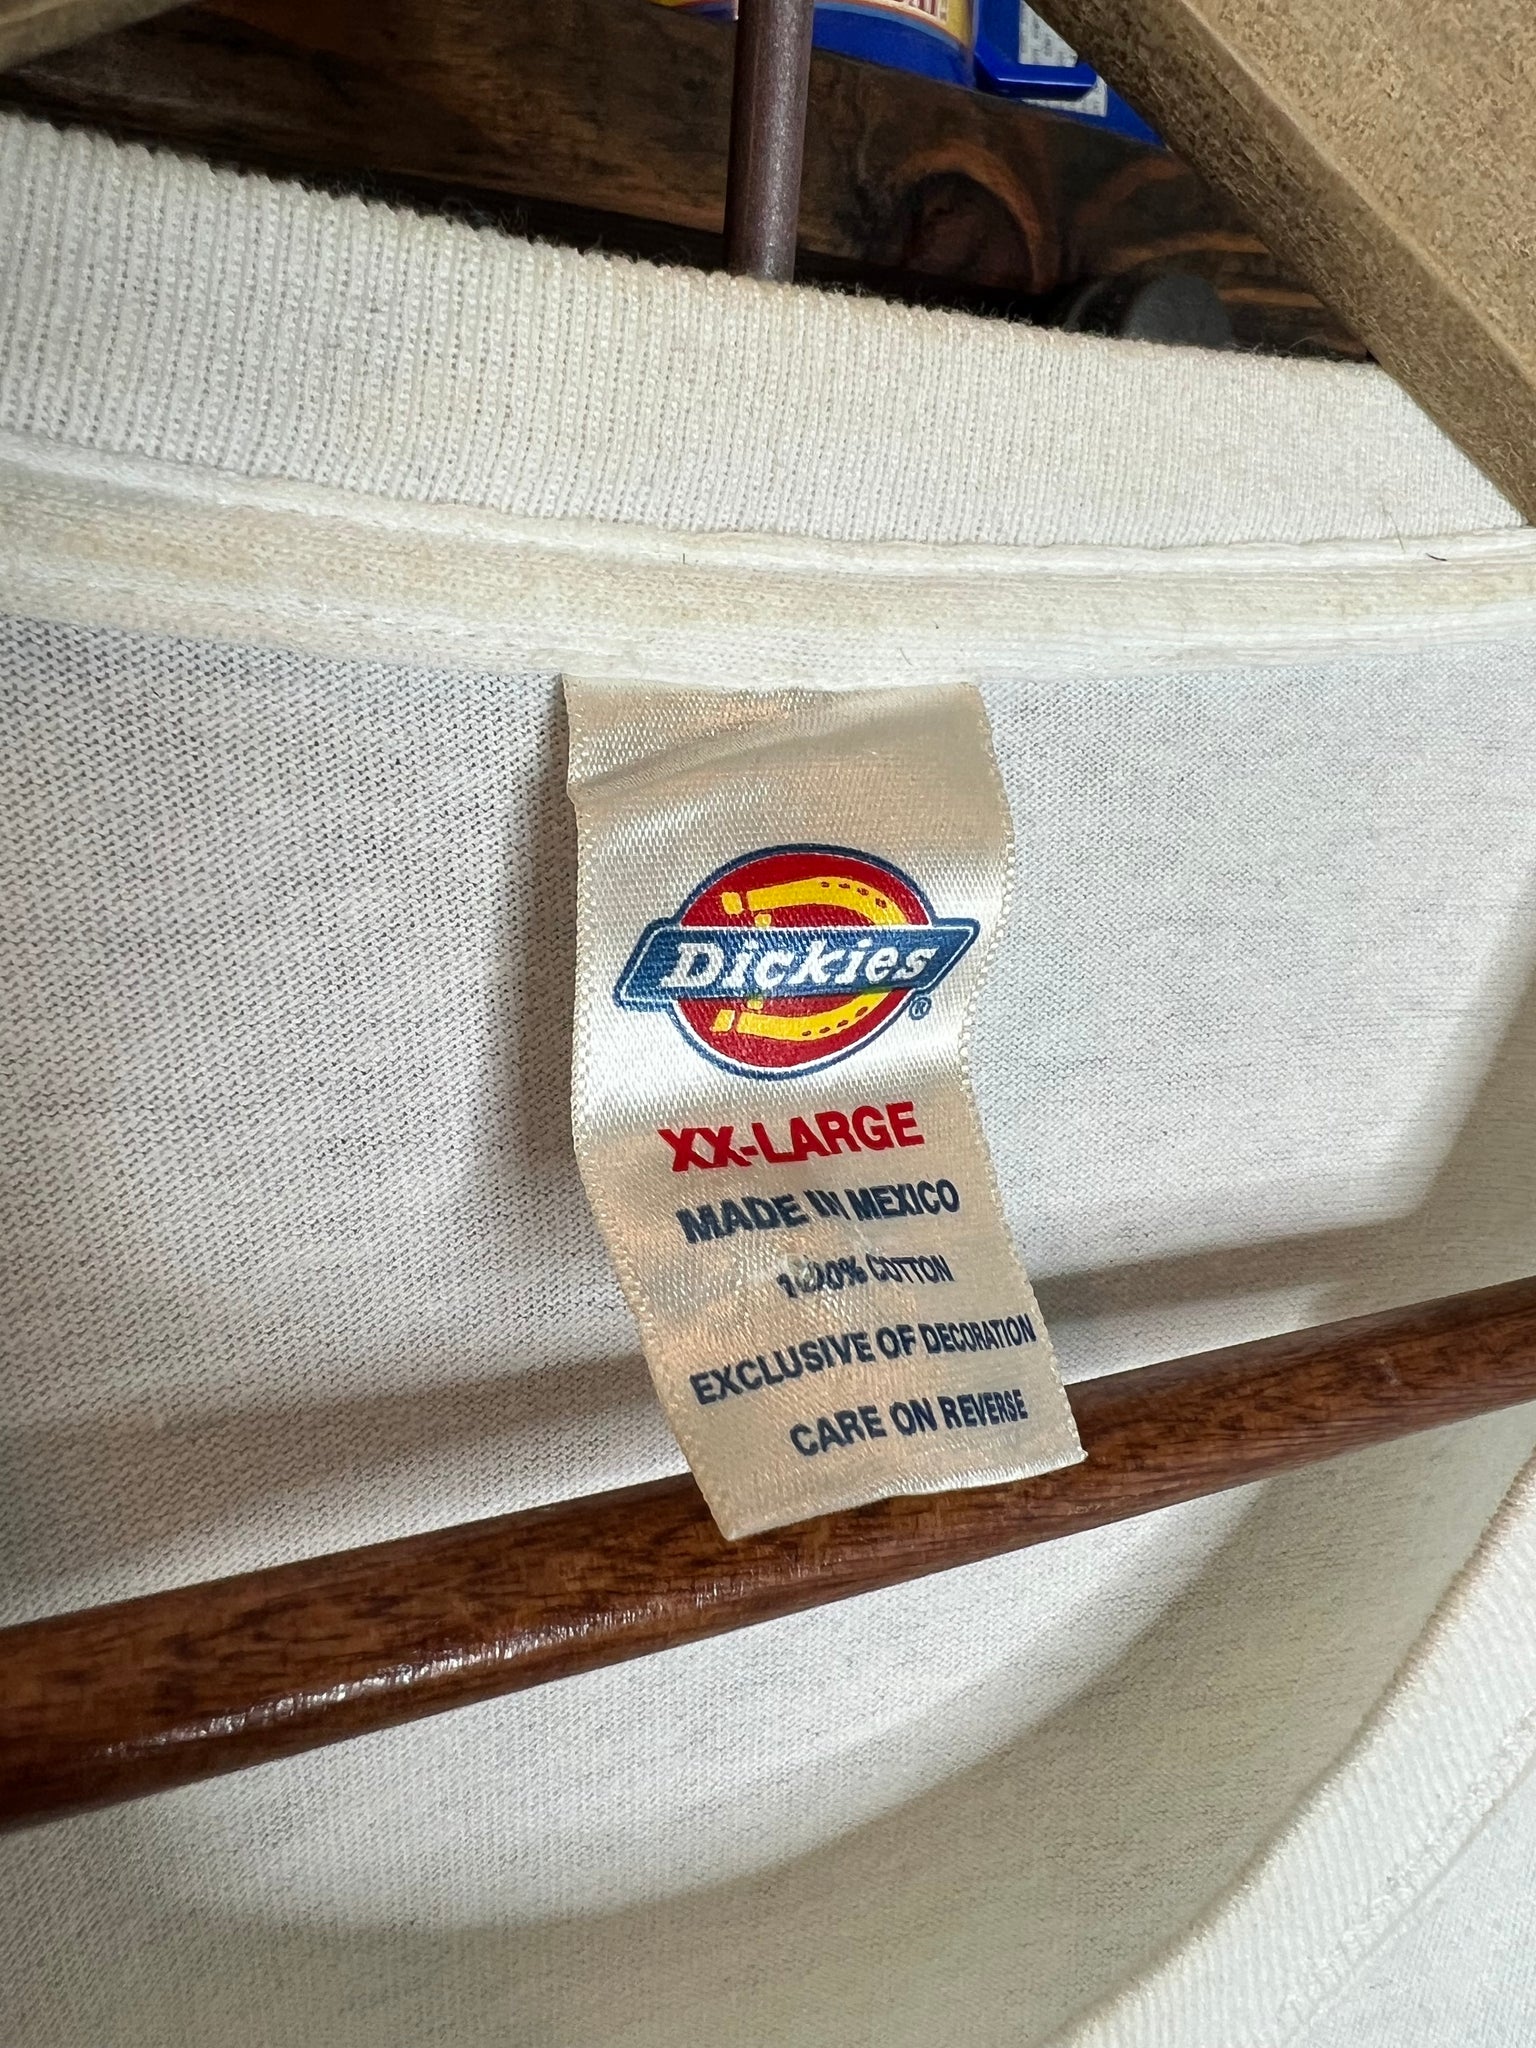 Dickies®
XX-LARGE
MADE IN MEXICO
100% COTTON
EXCLUSIVE OF DECORATION
CARE ON REVERSE